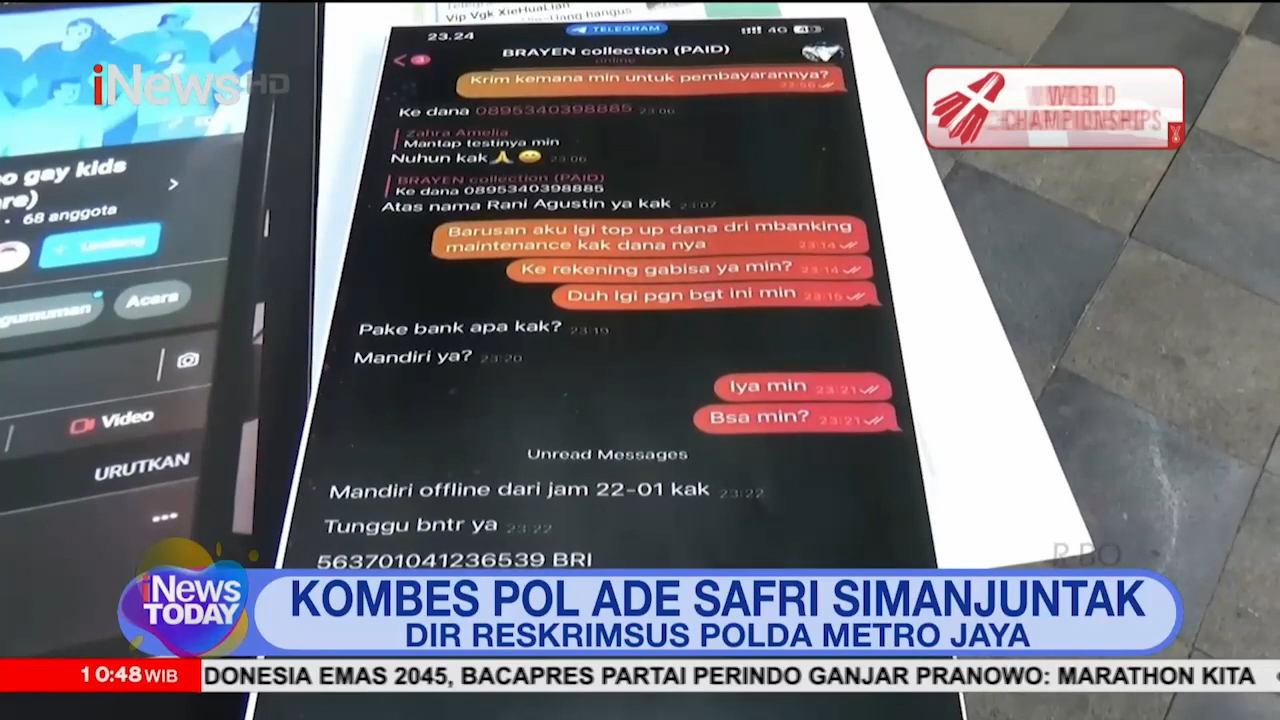 Vip Vgk XieHuaLian
23.24
TELEGRAM
4G
BRAYEN collection (PAID)
online
iNewsHD
Krim kemana min untuk pembayarannya?
Ke dana 0895340398885 23:06
Zahra Amelia
Mantap testinya min
Nuhun kak 🙏 😁 23:06
BRAYEN collection (PAID)
Ke dana 0895340398885
Atas nama Rani Agustin ya kak 23:07
Barusan aku lgi top up dana dri mbanking
maintenance kak dana nya 23:14
Ke rekening gabisa ya min? 23:14
Duh lgi pgn bgt ini min 23:15
Pake bank apa kak? 23:19
Mandiri ya? 23:20
Iya min 23:21
Bsa min? 23:21
Unread Messages
Mandiri offline dari jam 22-01 kak 23:22
Tunggu bntr ya 23:22
563701041236539 BRI
gay kids
68 anggota
Undang
Acara
Video
URUTKAN
WORLD
CHAMPIONSHIPS
iNews
TODAY
KOMBES POL ADE SAFRI SIMANJUNTAK
DIR RESKRIMSUS POLDA METRO JAYA
10:48 WIB
DONESIA EMAS 2045, BACAPRES PARTAI PERINDO GANJAR PRANOWO: MARATHON KITA